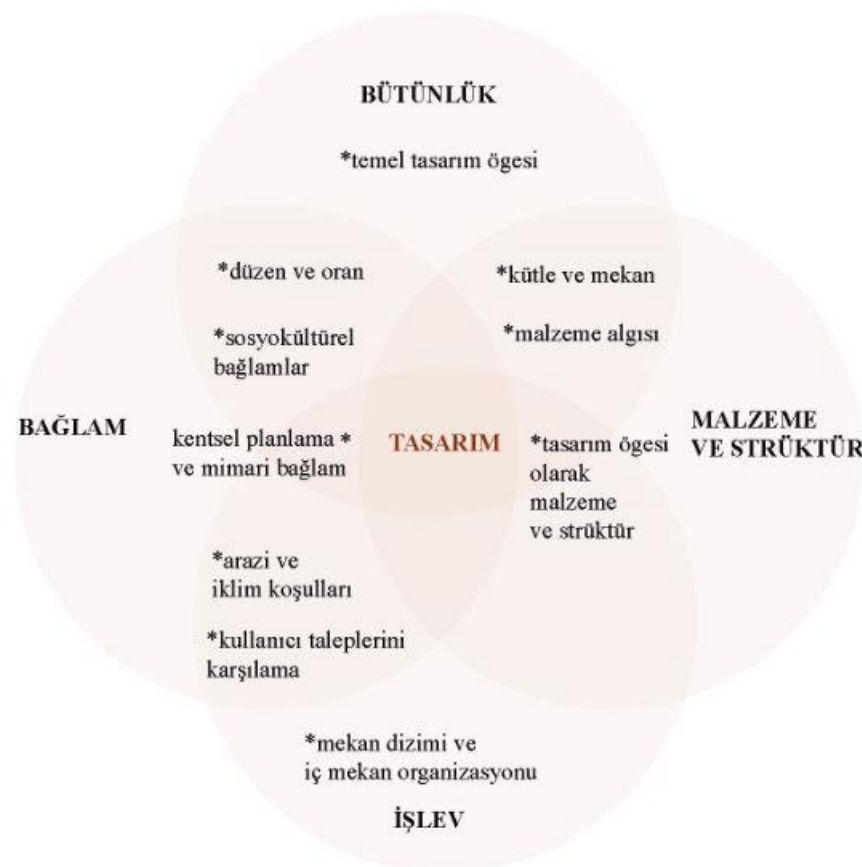 BÜTÜNLÜK
*temel tasarım ögesi
*düzen ve oran
*sosyokültürel
bağlamlar
*kütle ve mekan
*malzeme algısı
BAĞLAM
kentsel planlama *
ve mimari bağlam
TASARIM
*tasarım ögesi
olarak
malzeme
ve strüktür
MALZEME
VE STRÜKTÜR
*arazi ve
iklim koşulları
*kullanıcı taleplerini
karşılama
*mekan dizimi ve
iç mekan organizasyonu
İŞLEV